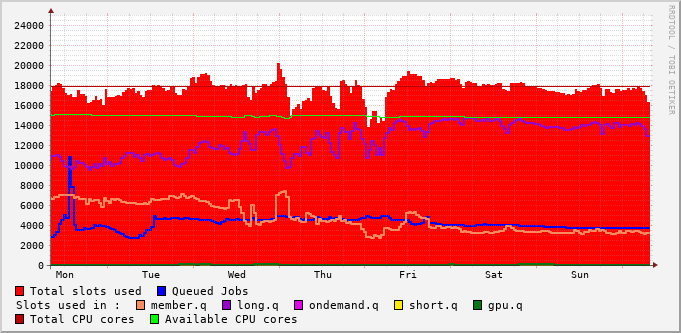 24000
22000
20000
18000
16000
14000
12000
10000
8000
6000
4000
2000
0
Mon Tue Wed Thu Fri Sat Sun
Total slots used Queued Jobs
Slots used in : member.q long.q ondemand.q short.q gpu.q
Total CPU cores Available CPU cores
RRDTOOL / TOBI OETIKER